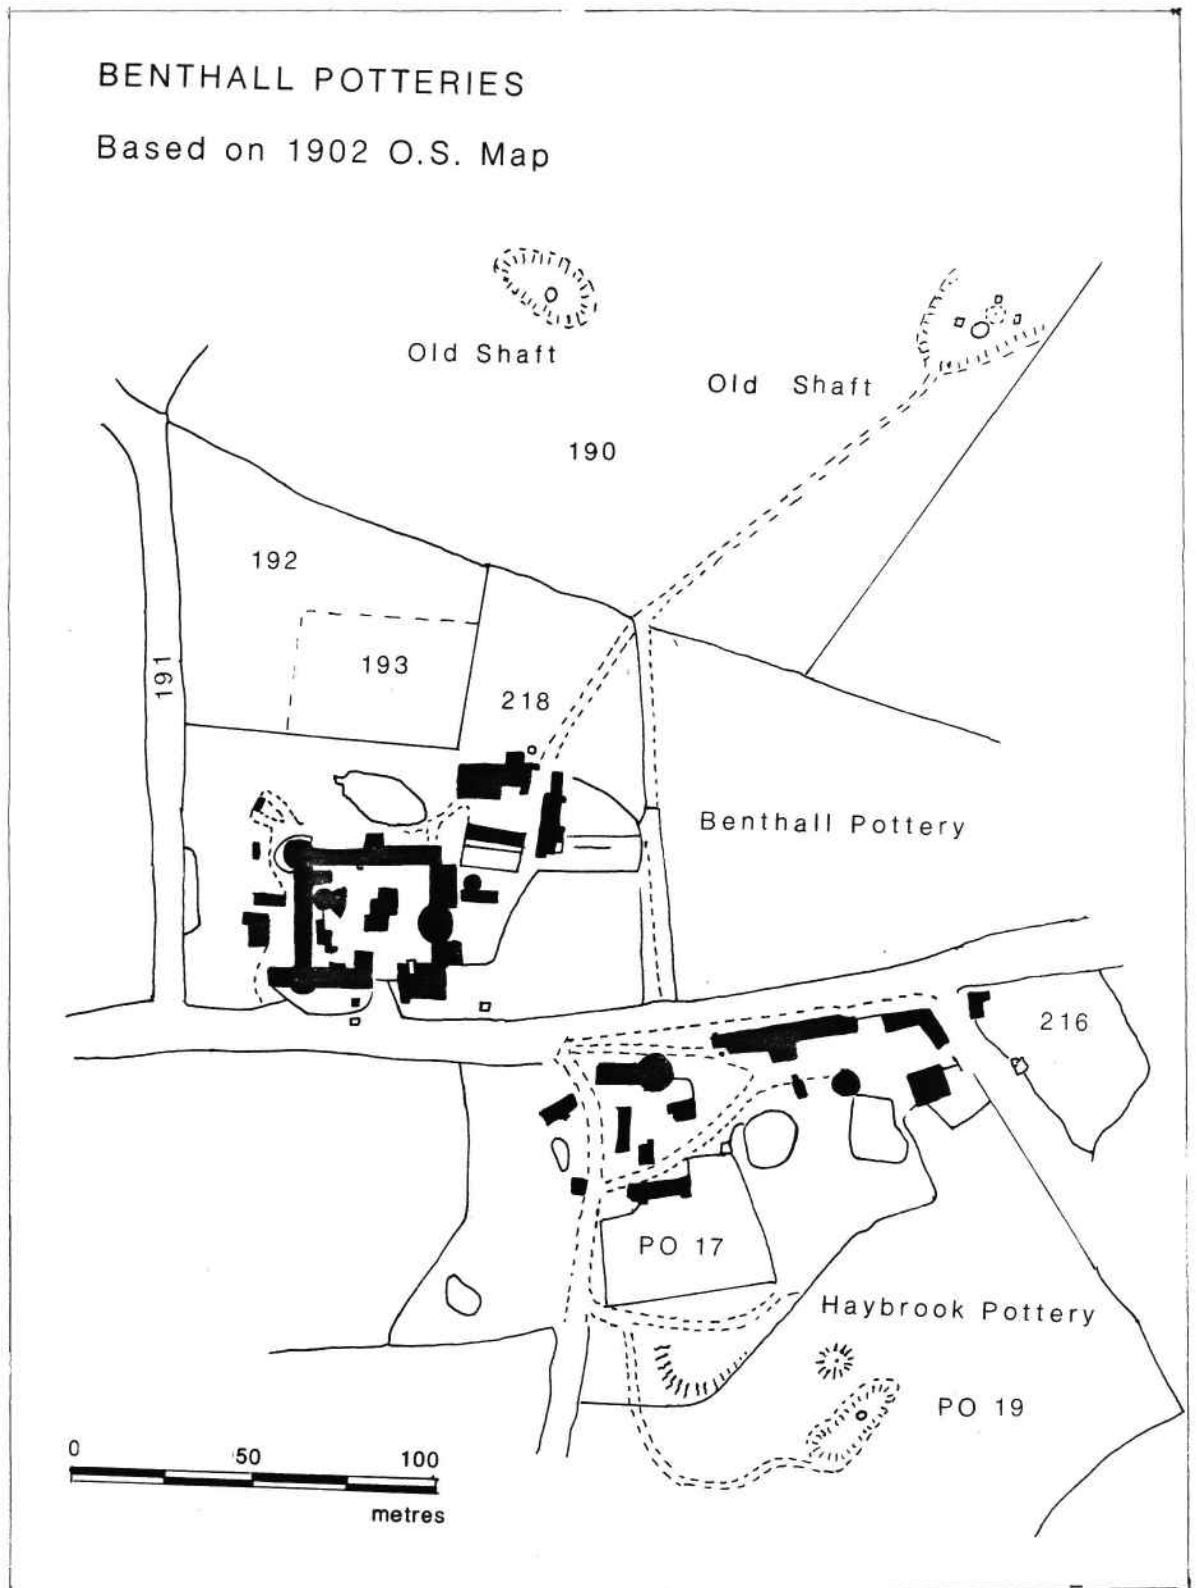 BENTHALL POTTERIES
Based on 1902 O.S. Map
Old Shaft
Old Shaft
190
192
193
191
218
Benthall Pottery
216
PO 17
Haybrook Pottery
PO 19
0 50 100
metres